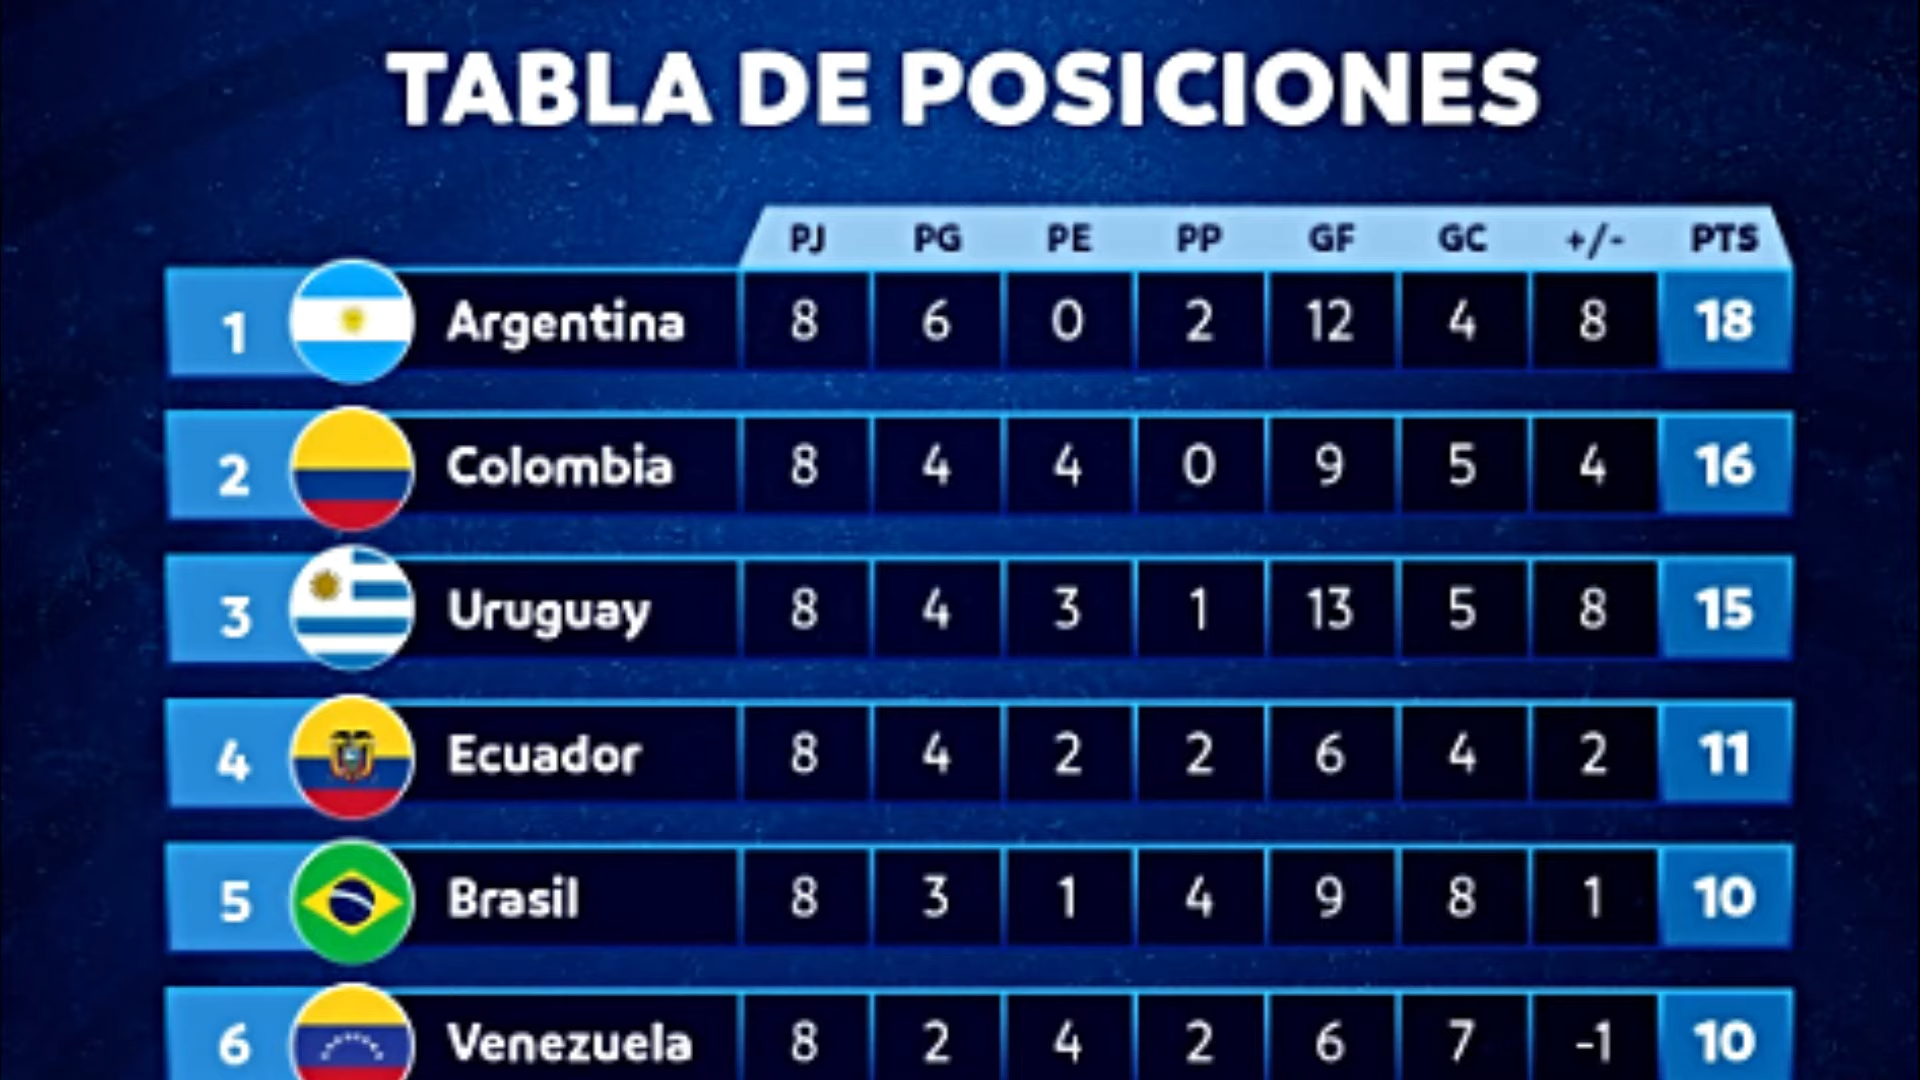 TABLA DE POSICIONES
PJ PG PE PP GF GC +/- PTS
1 Argentina 8 6 0 2 12 4 8 18
2 Colombia 8 4 4 0 9 5 4 16
3 Uruguay 8 4 3 1 13 5 8 15
4 Ecuador 8 4 2 2 6 4 2 11
5 Brasil 8 3 1 4 9 8 1 10
6 Venezuela 8 2 4 2 6 7 -1 10